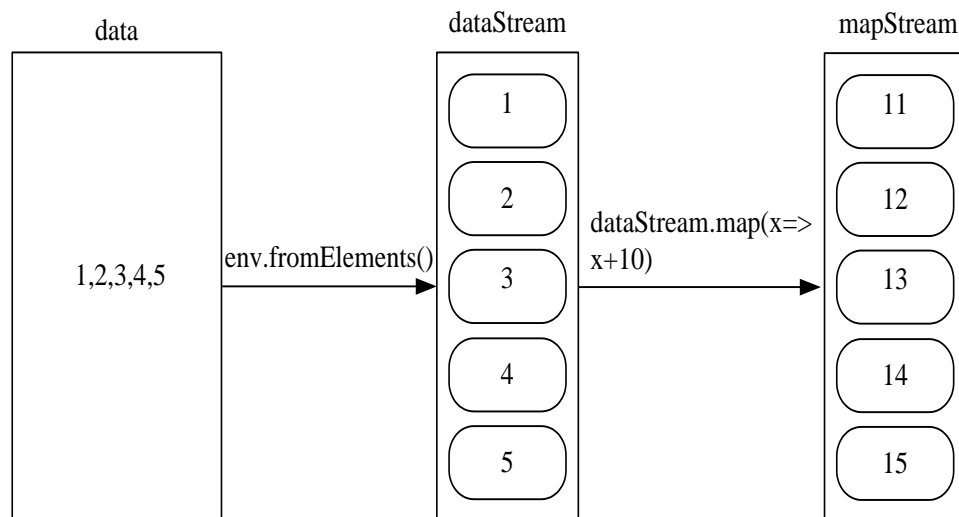 data
dataStream
mapStream
1,2,3,4,5
env.fromElements()
1
2
3
4
5
dataStream.map(x=>
x+10)
11
12
13
14
15